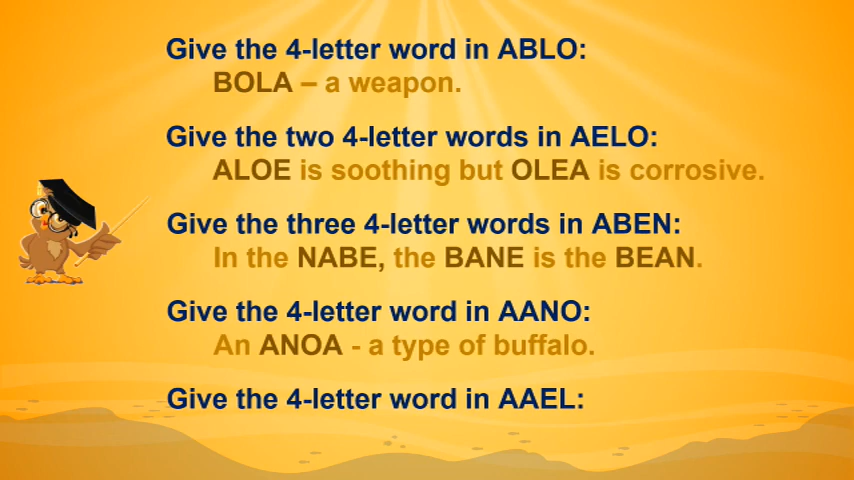 Give the 4-letter word in ABLO:
BOLA – a weapon.
Give the two 4-letter words in AELO:
ALOE is soothing but OLEA is corrosive.
Give the three 4-letter words in ABEN:
In the NABE, the BANE is the BEAN.
Give the 4-letter word in AANO:
An ANOA - a type of buffalo.
Give the 4-letter word in AAEL: